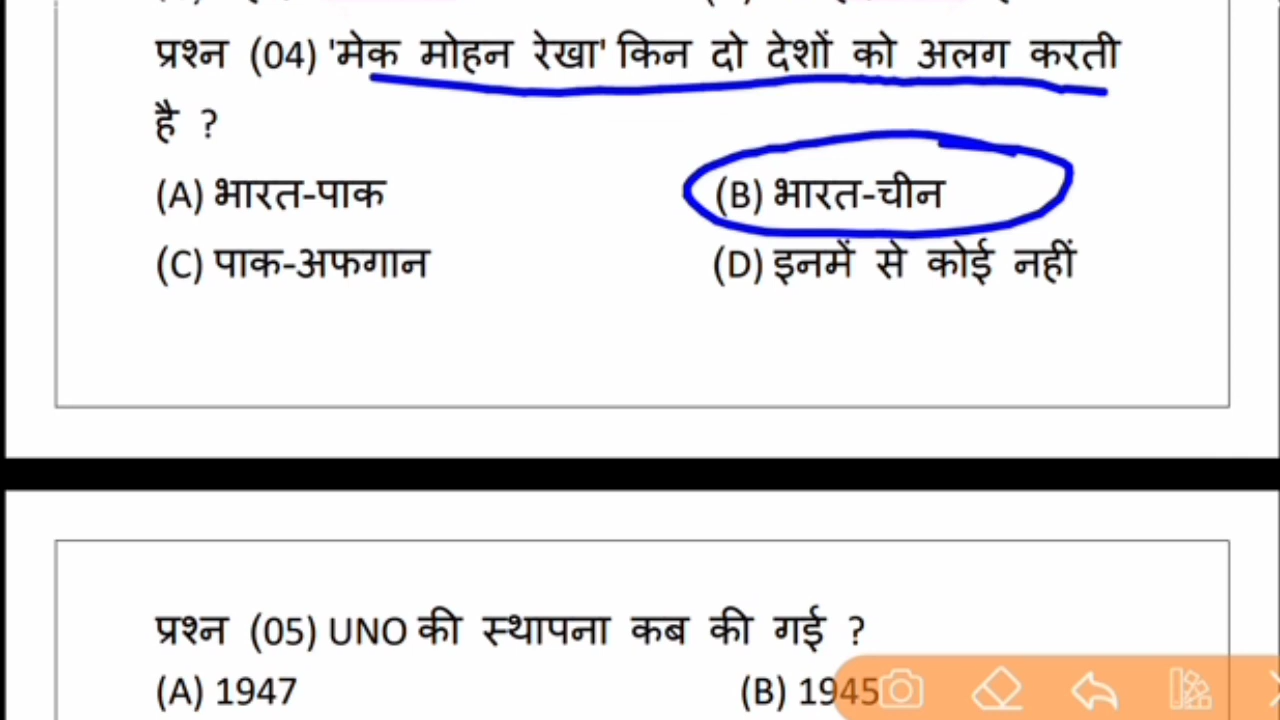 प्रश्न (04) 'मेक मोहन रेखा' किन दो देशों को अलग करती
है ?
(A) भारत-पाक (B) भारत-चीन
(C) पाक-अफगान (D) इनमें से कोई नहीं
प्रश्न (05) UNO की स्थापना कब की गई ?
(A) 1947 (B) 1945